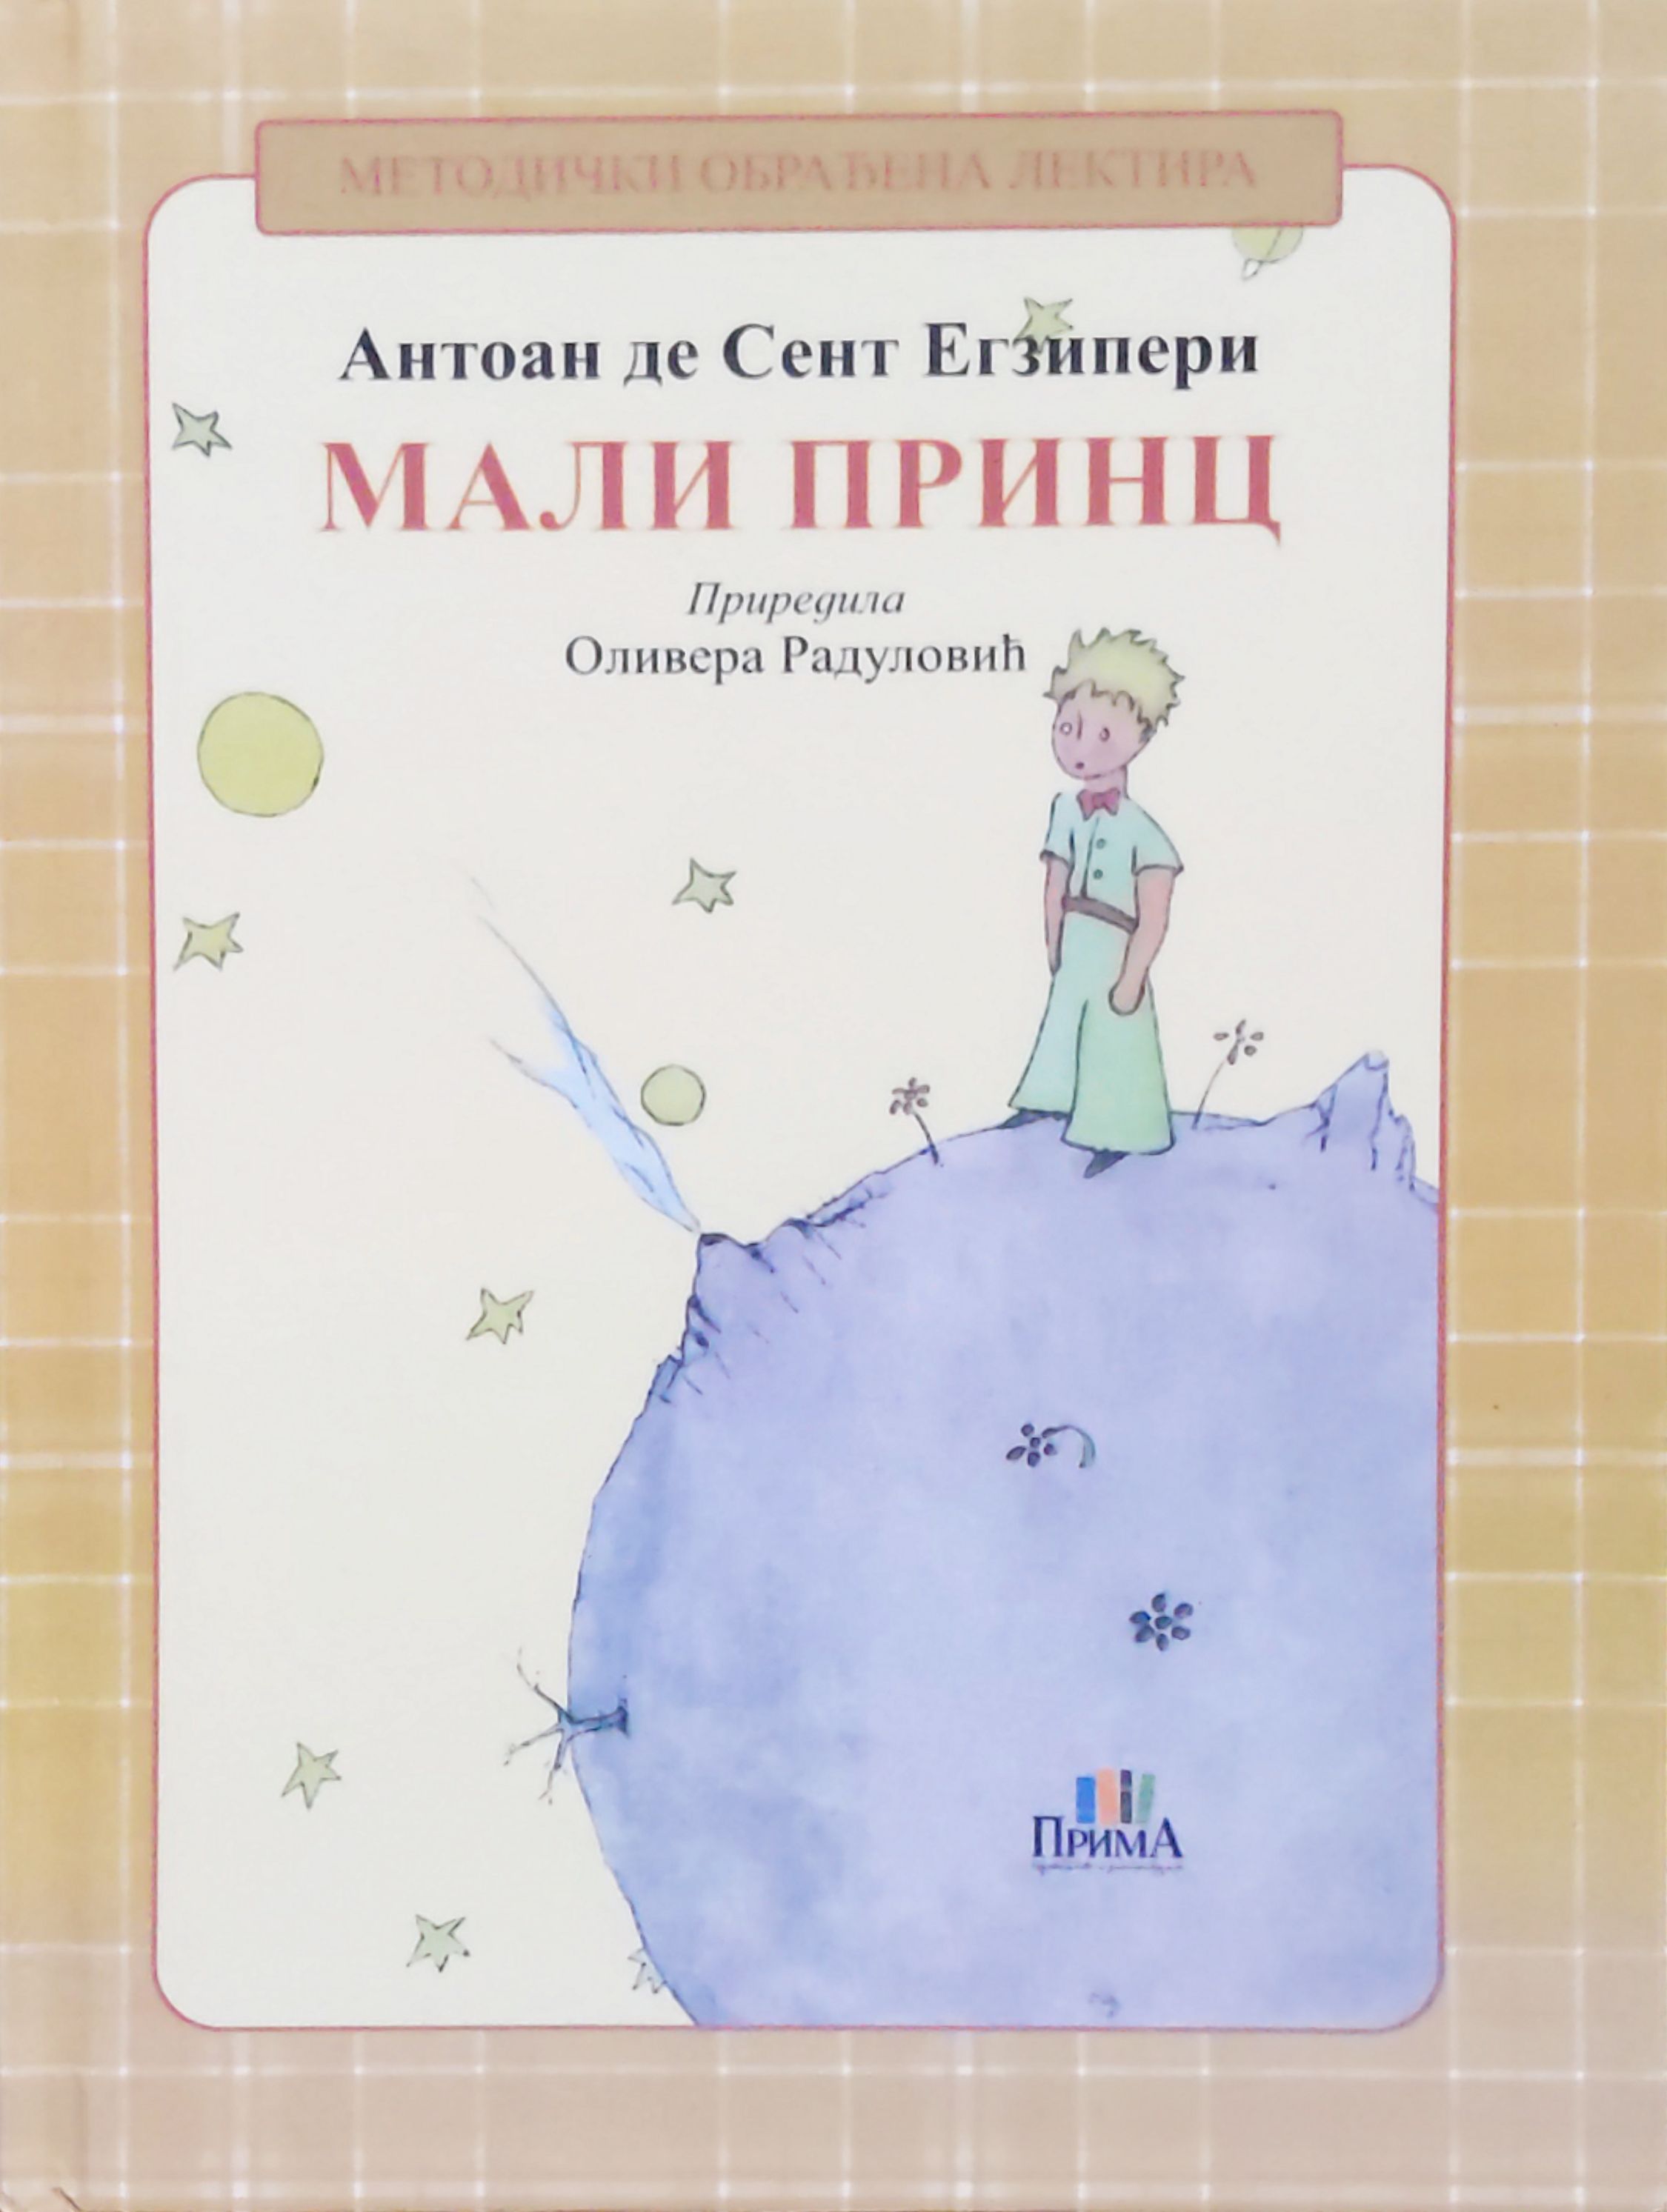 МЕТОДИЧКИ ОБРАЂЕНА ЛЕКТИРА
Антоан де Сент Егзипери
МАЛИ ПРИНЦ
Приредила
Оливера Радуловић
ПРИМА